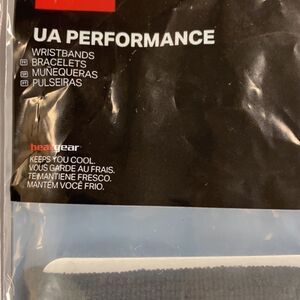 UA PERFORMANCE
WRISTBANDS
BRACELETS
MUÑEQUERAS
PULSEIRAS
heatgear
KEEPS YOU COOL.
VOUS GARDE AU FRAIS.
TE MANTIENE FRESCO.
MANTÉM VOCÊ FRIO.